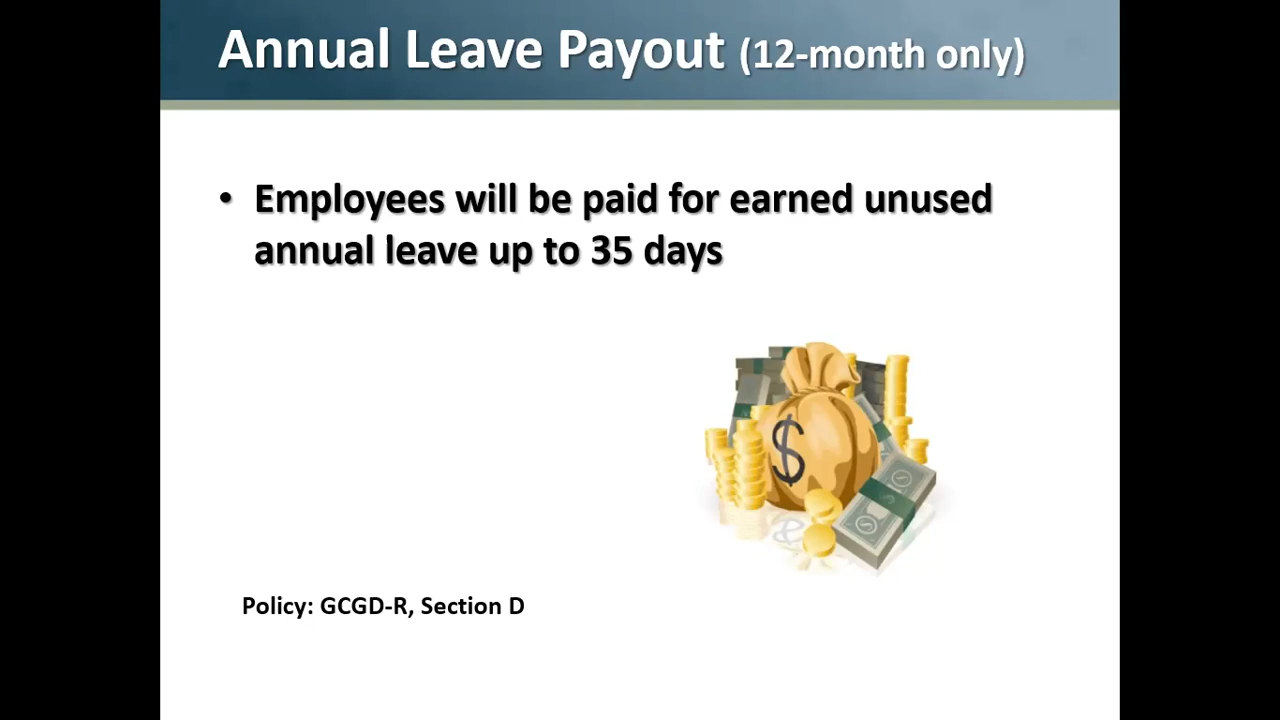 Annual Leave Payout (12-month only)
• Employees will be paid for earned unused
annual leave up to 35 days
$
Policy: GCGD-R, Section D